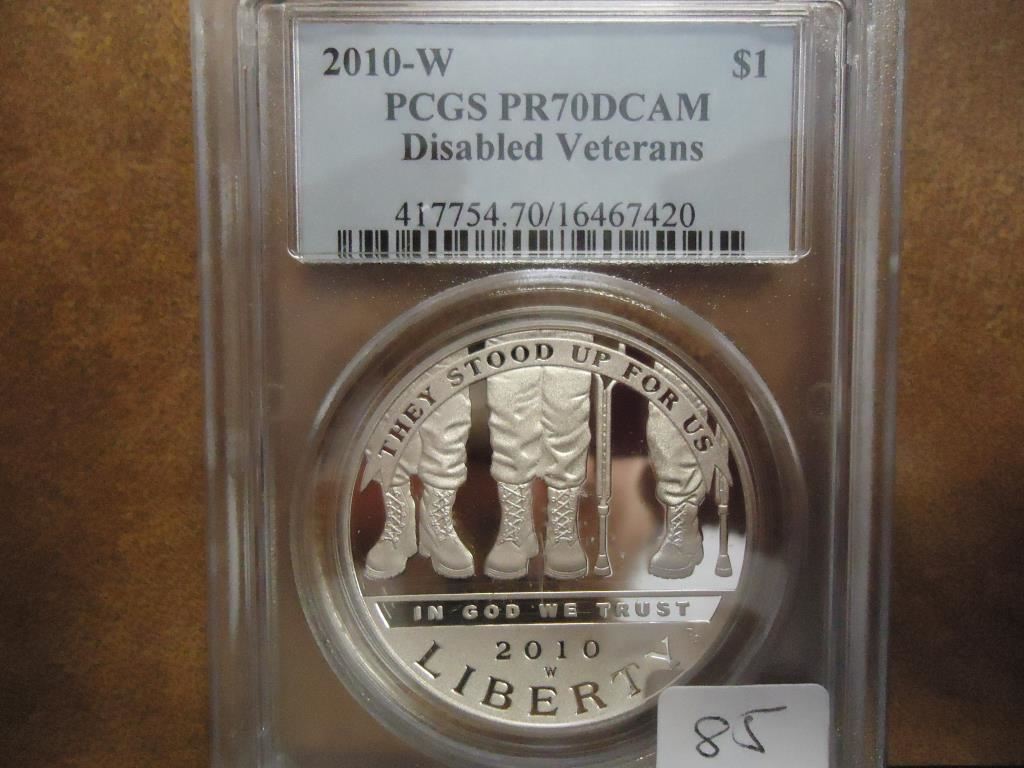 2010-W $1
PCGS PR70DCAM
Disabled Veterans
417754.70/16467420
THEY STOOD UP FOR US
IN GOD WE TRUST
2010
W
LIBERTY
85